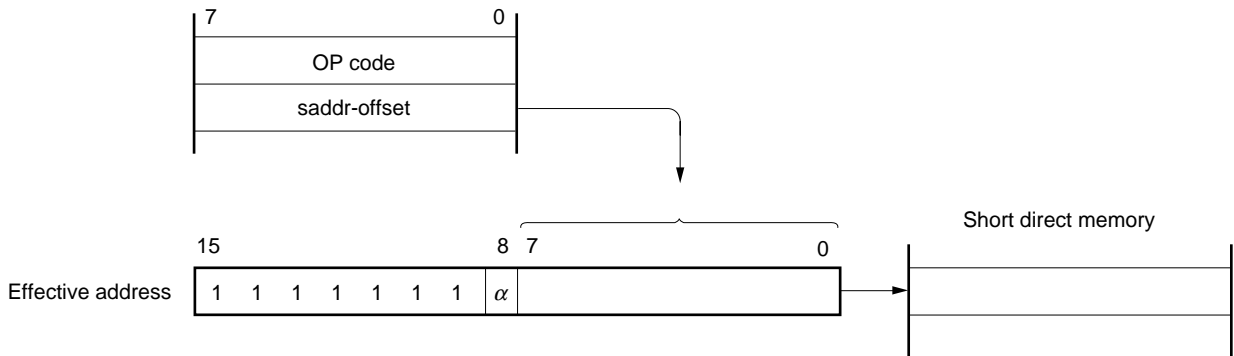 7 0
OP code
saddr-offset
Short direct memory
15 8 7 0
Effective address 1 1 1 1 1 1 1 α